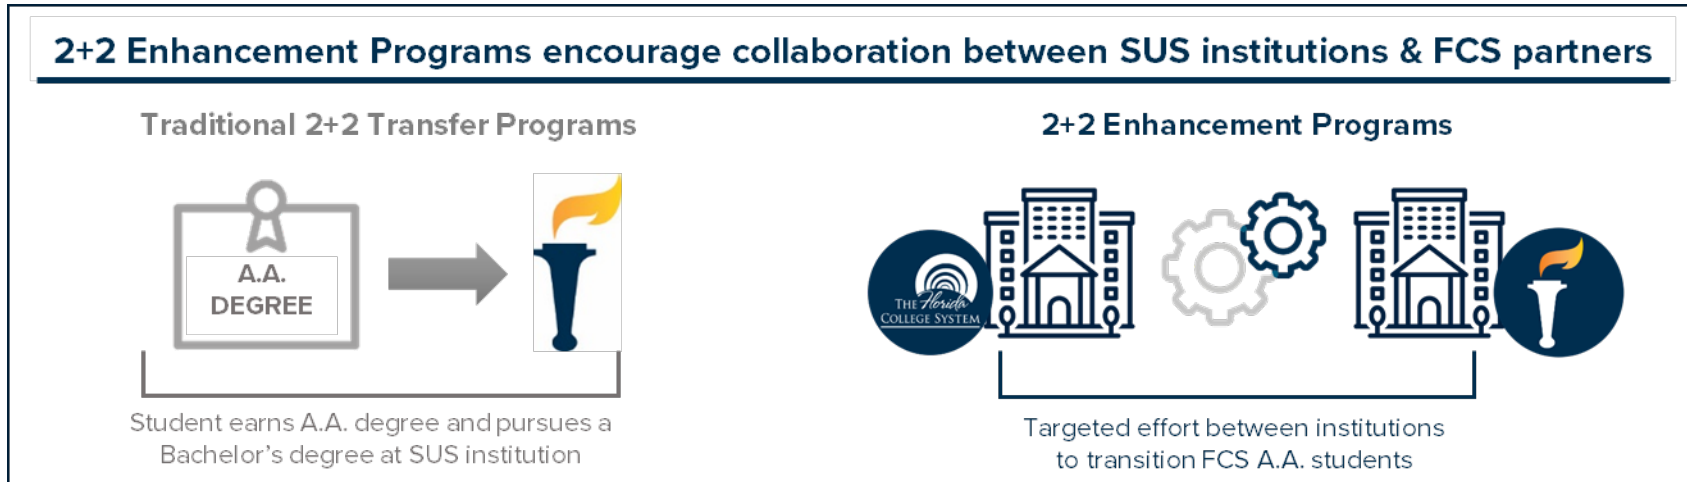 2+2 Enhancement Programs encourage collaboration between SUS institutions & FCS partners
Traditional 2+2 Transfer Programs
A.A.
DEGREE
Student earns A.A. degree and pursues a
Bachelor's degree at SUS institution
2+2 Enhancement Programs
THE Florida
COLLEGE SYSTEM
Targeted effort between institutions
to transition FCS A.A. students